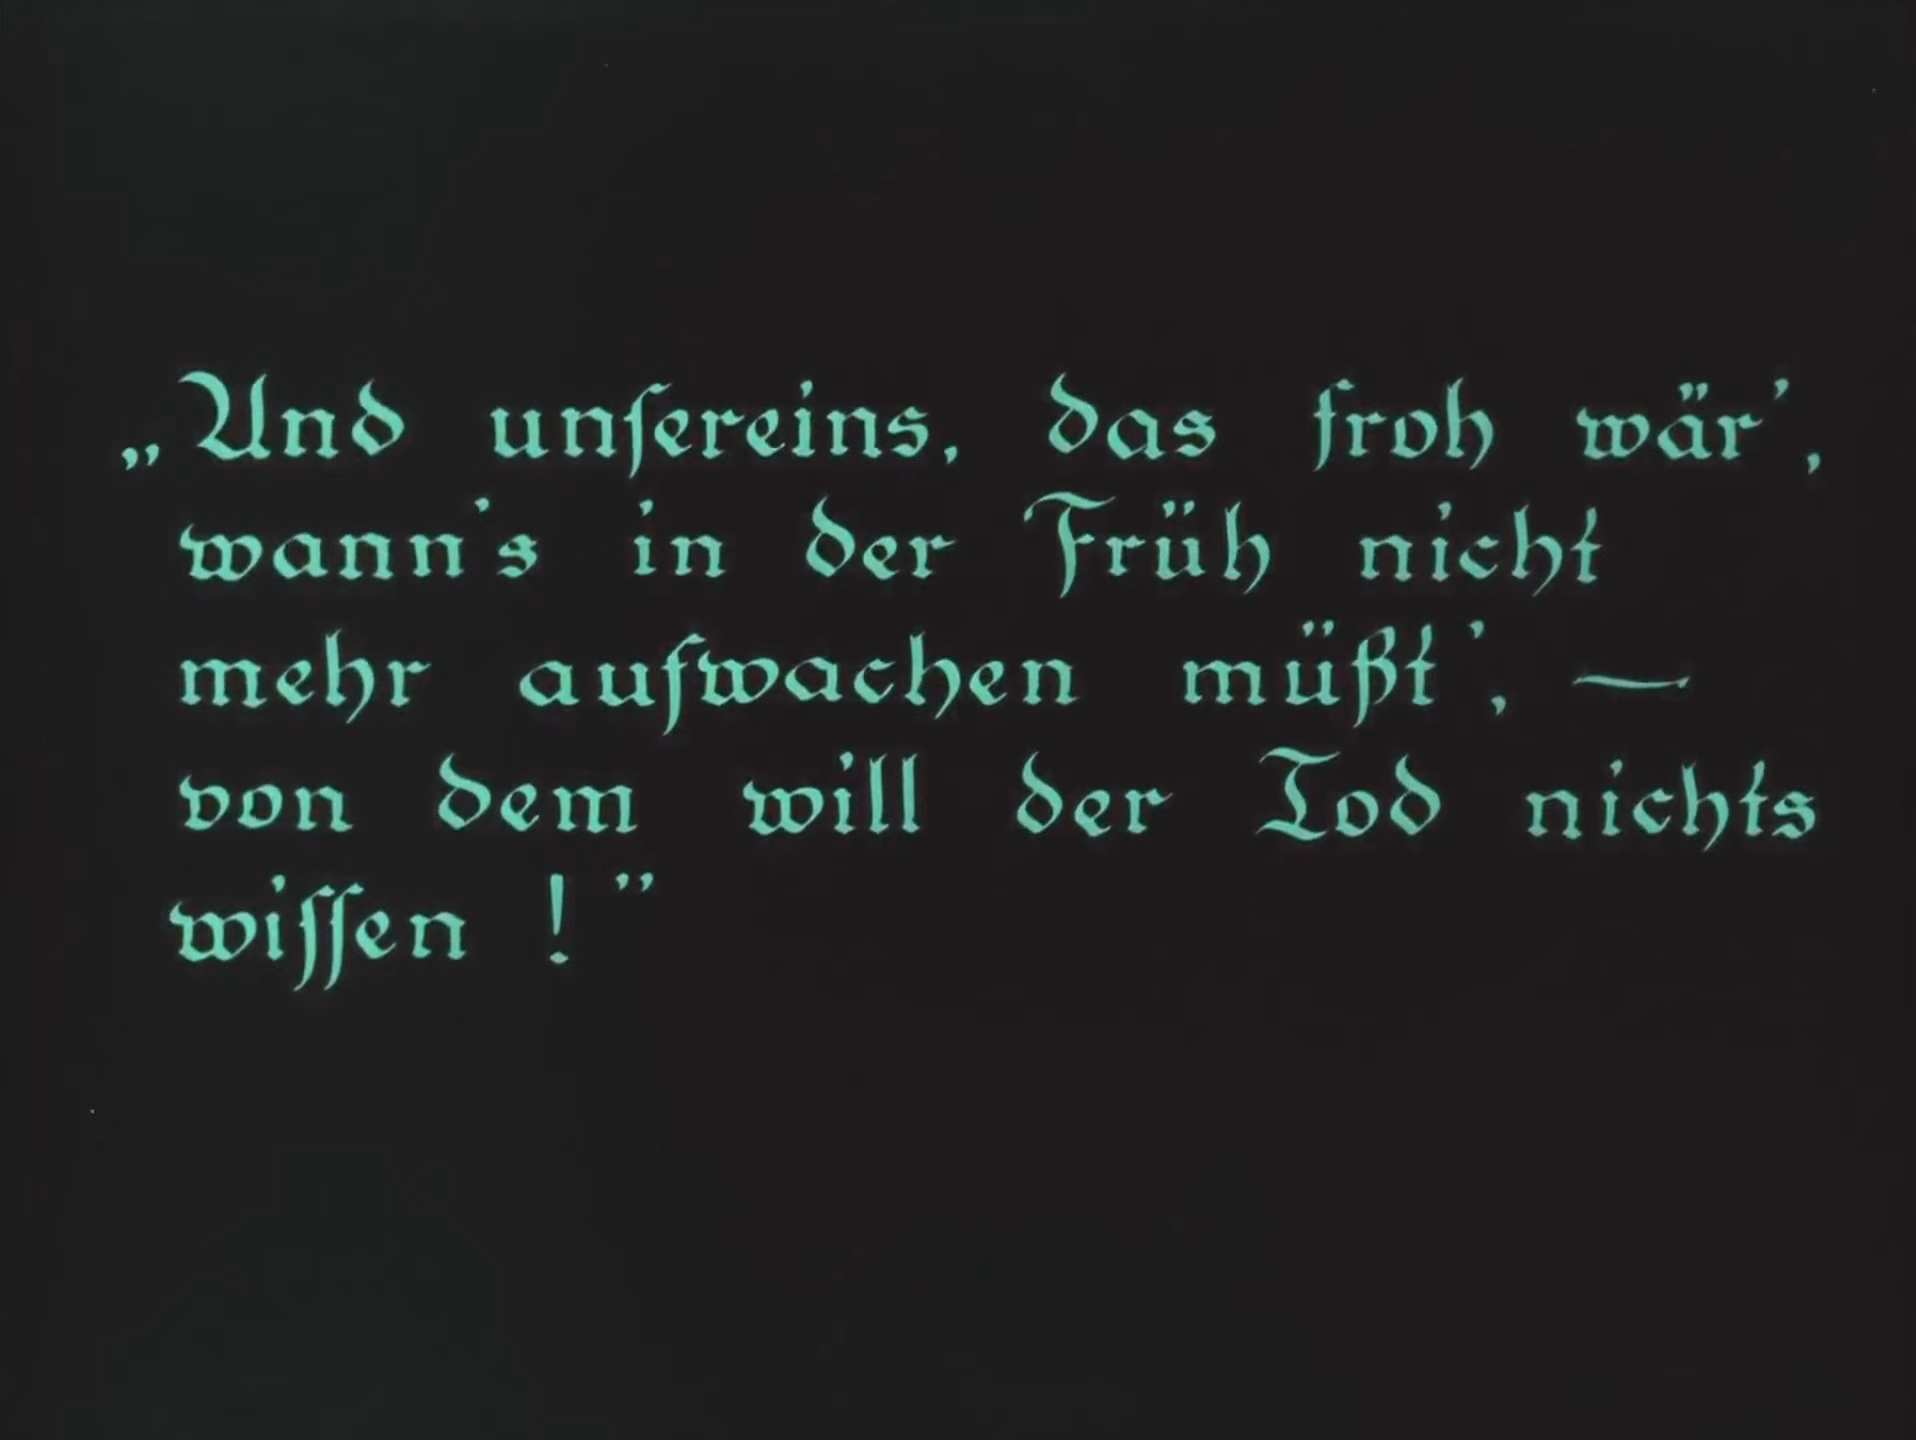 „Und unſereins, das froh wär',
wann's in der Früh nicht
mehr aufwachen müßt', —
von dem will der Tod nichts
wiſſen !”